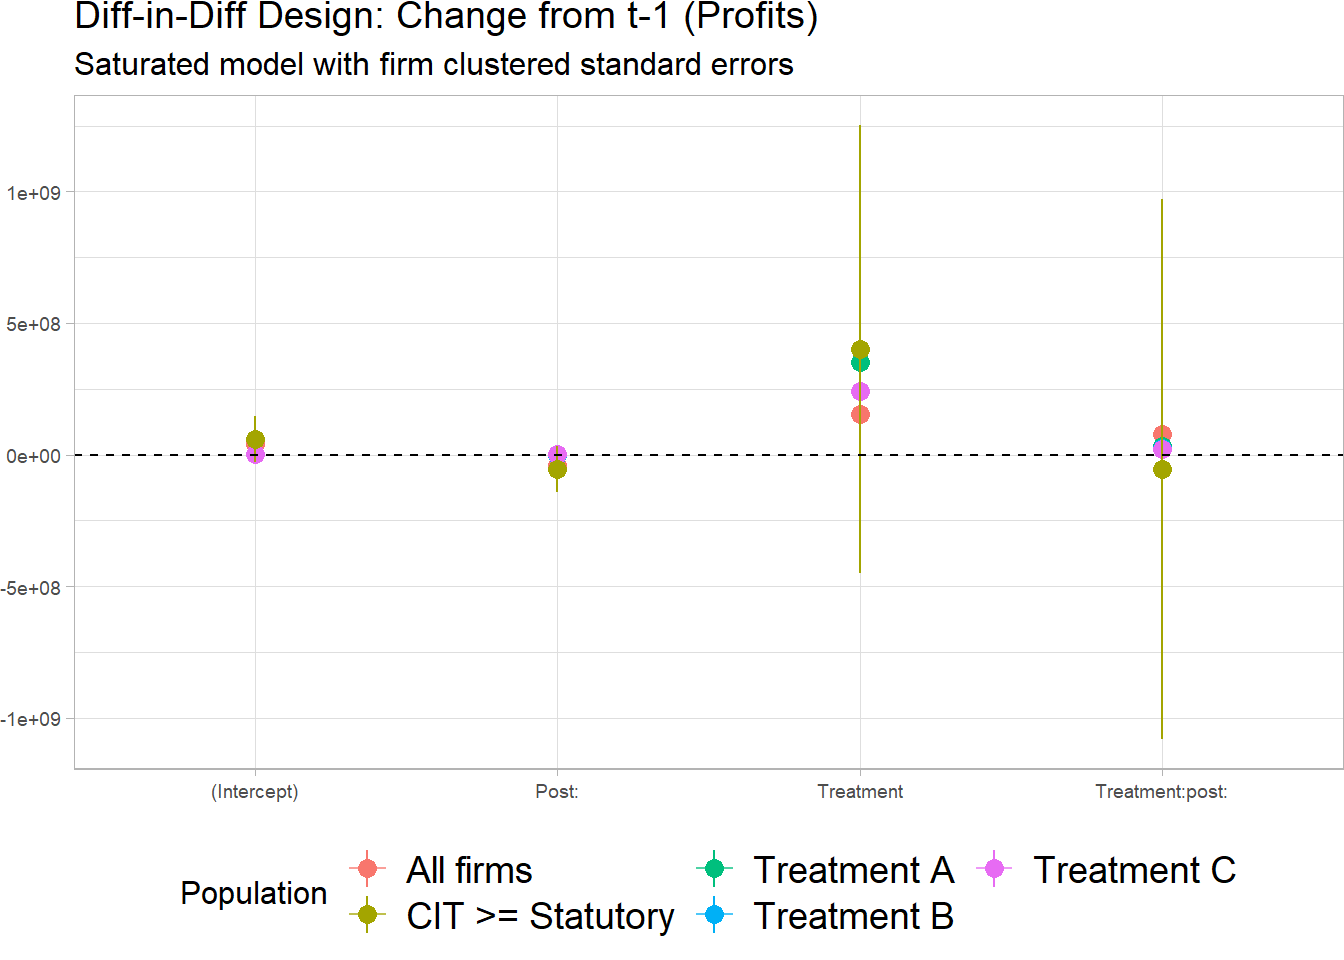 Diff-in-Diff Design: Change from t-1 (Profits)
Saturated model with firm clustered standard errors
1e+09
5e+08
0e+00
-5e+08
-1e+09
(Intercept) Post: Treatment Treatment:post:
Population
All firms Treatment A Treatment C
CIT >= Statutory Treatment B